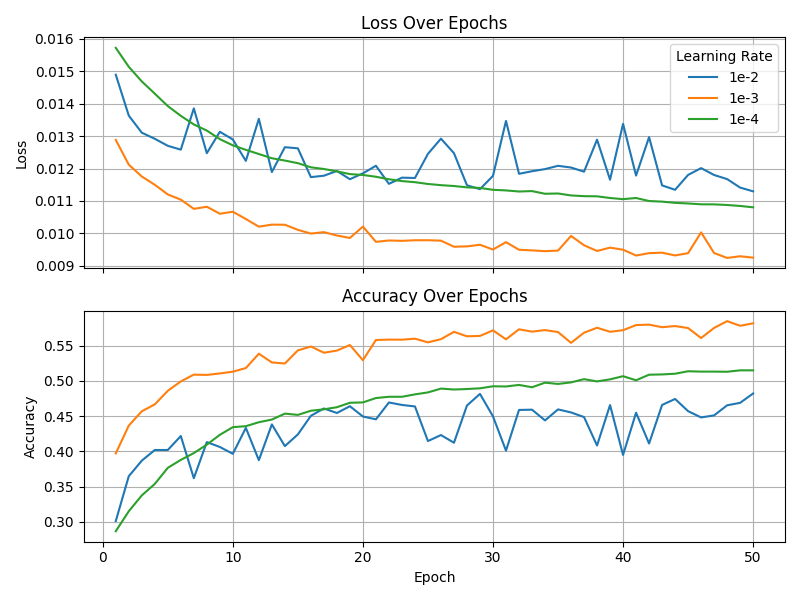 Loss Over Epochs
0.016
0.015
0.014
0.013
0.012
0.011
0.010
0.009
Loss
Learning Rate
1e-2
1e-3
1e-4
Accuracy Over Epochs
0.55
0.50
0.45
0.40
0.35
0.30
Accuracy
0 10 20 30 40 50
Epoch